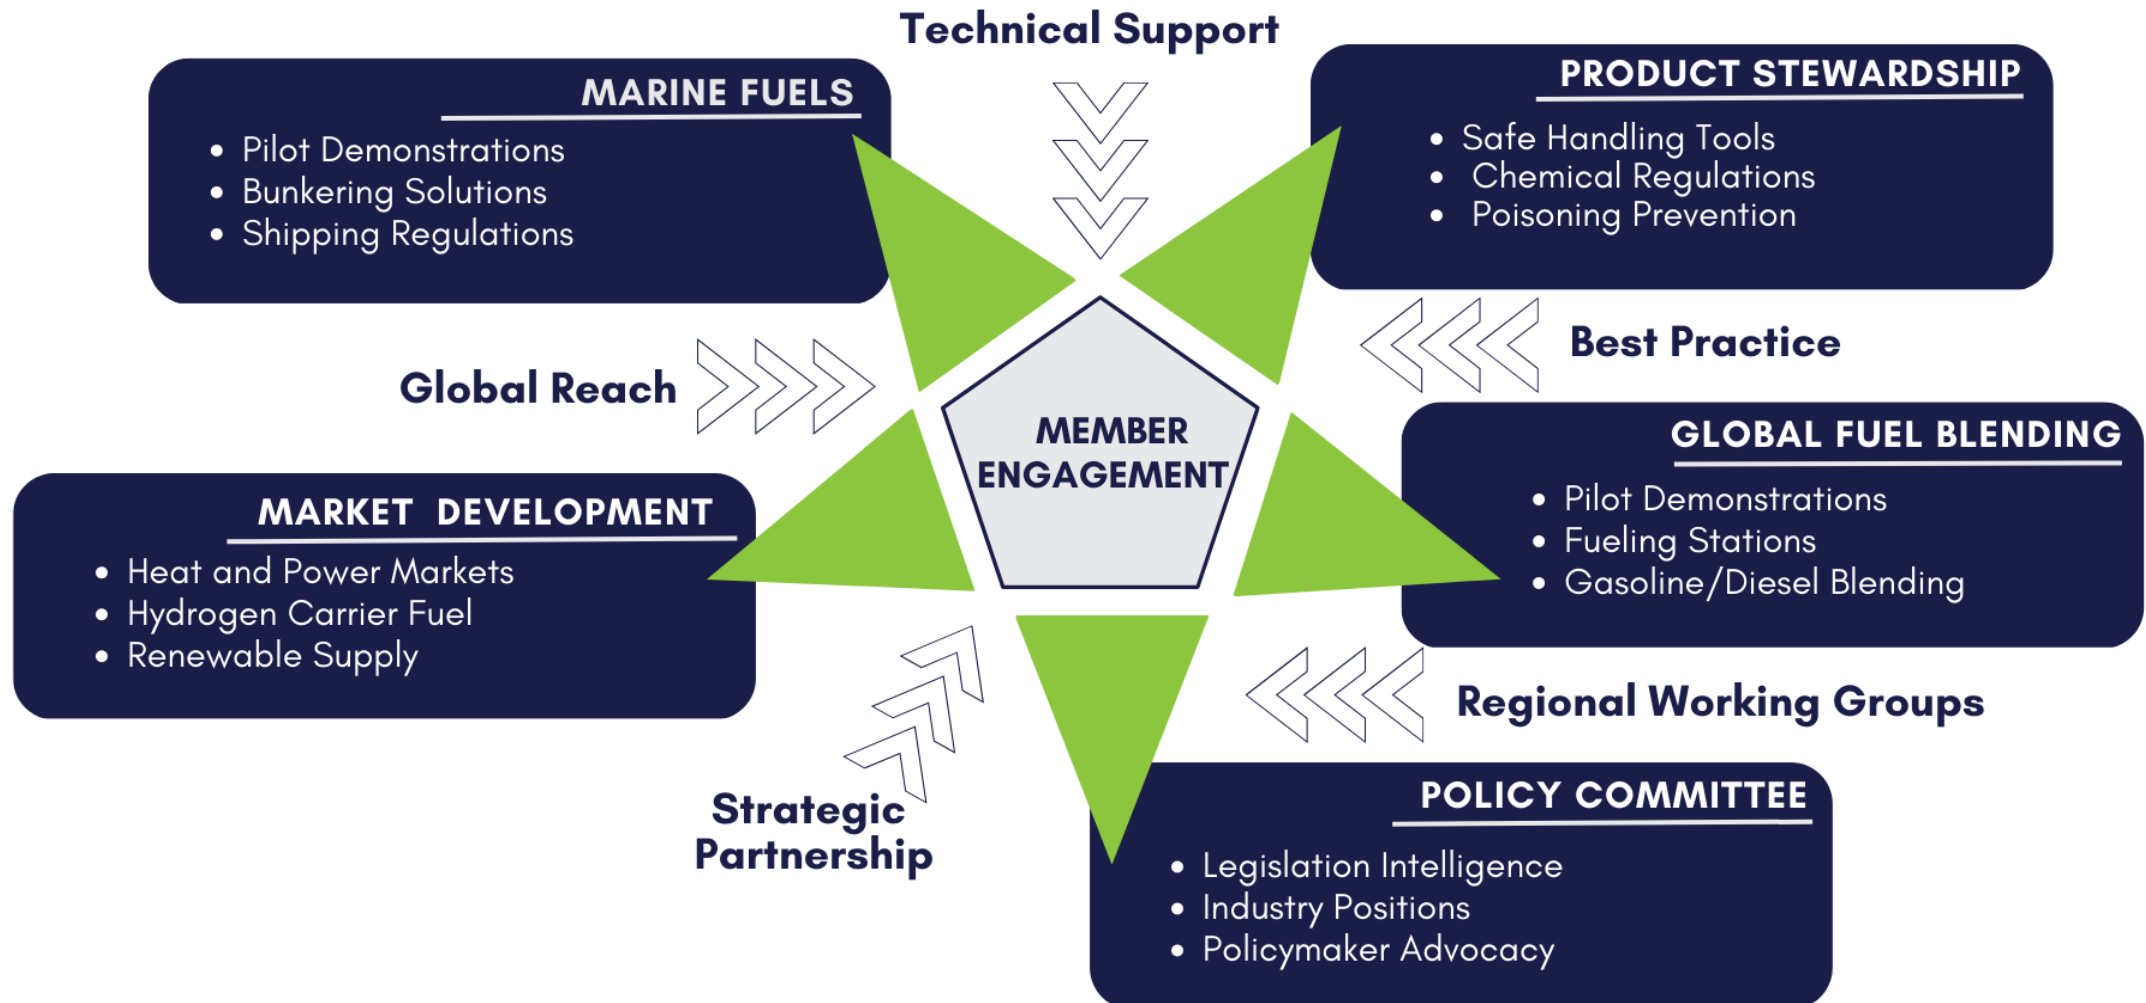 Technical Support
MARINE FUELS
• Pilot Demonstrations
• Bunkering Solutions
• Shipping Regulations
PRODUCT STEWARDSHIP
• Safe Handling Tools
• Chemical Regulations
• Poisoning Prevention
Global Reach
Best Practice
MEMBER
ENGAGEMENT
MARKET DEVELOPMENT
• Heat and Power Markets
• Hydrogen Carrier Fuel
• Renewable Supply
GLOBAL FUEL BLENDING
• Pilot Demonstrations
• Fueling Stations
• Gasoline/Diesel Blending
Strategic
Partnership
Regional Working Groups
POLICY COMMITTEE
• Legislation Intelligence
• Industry Positions
• Policymaker Advocacy